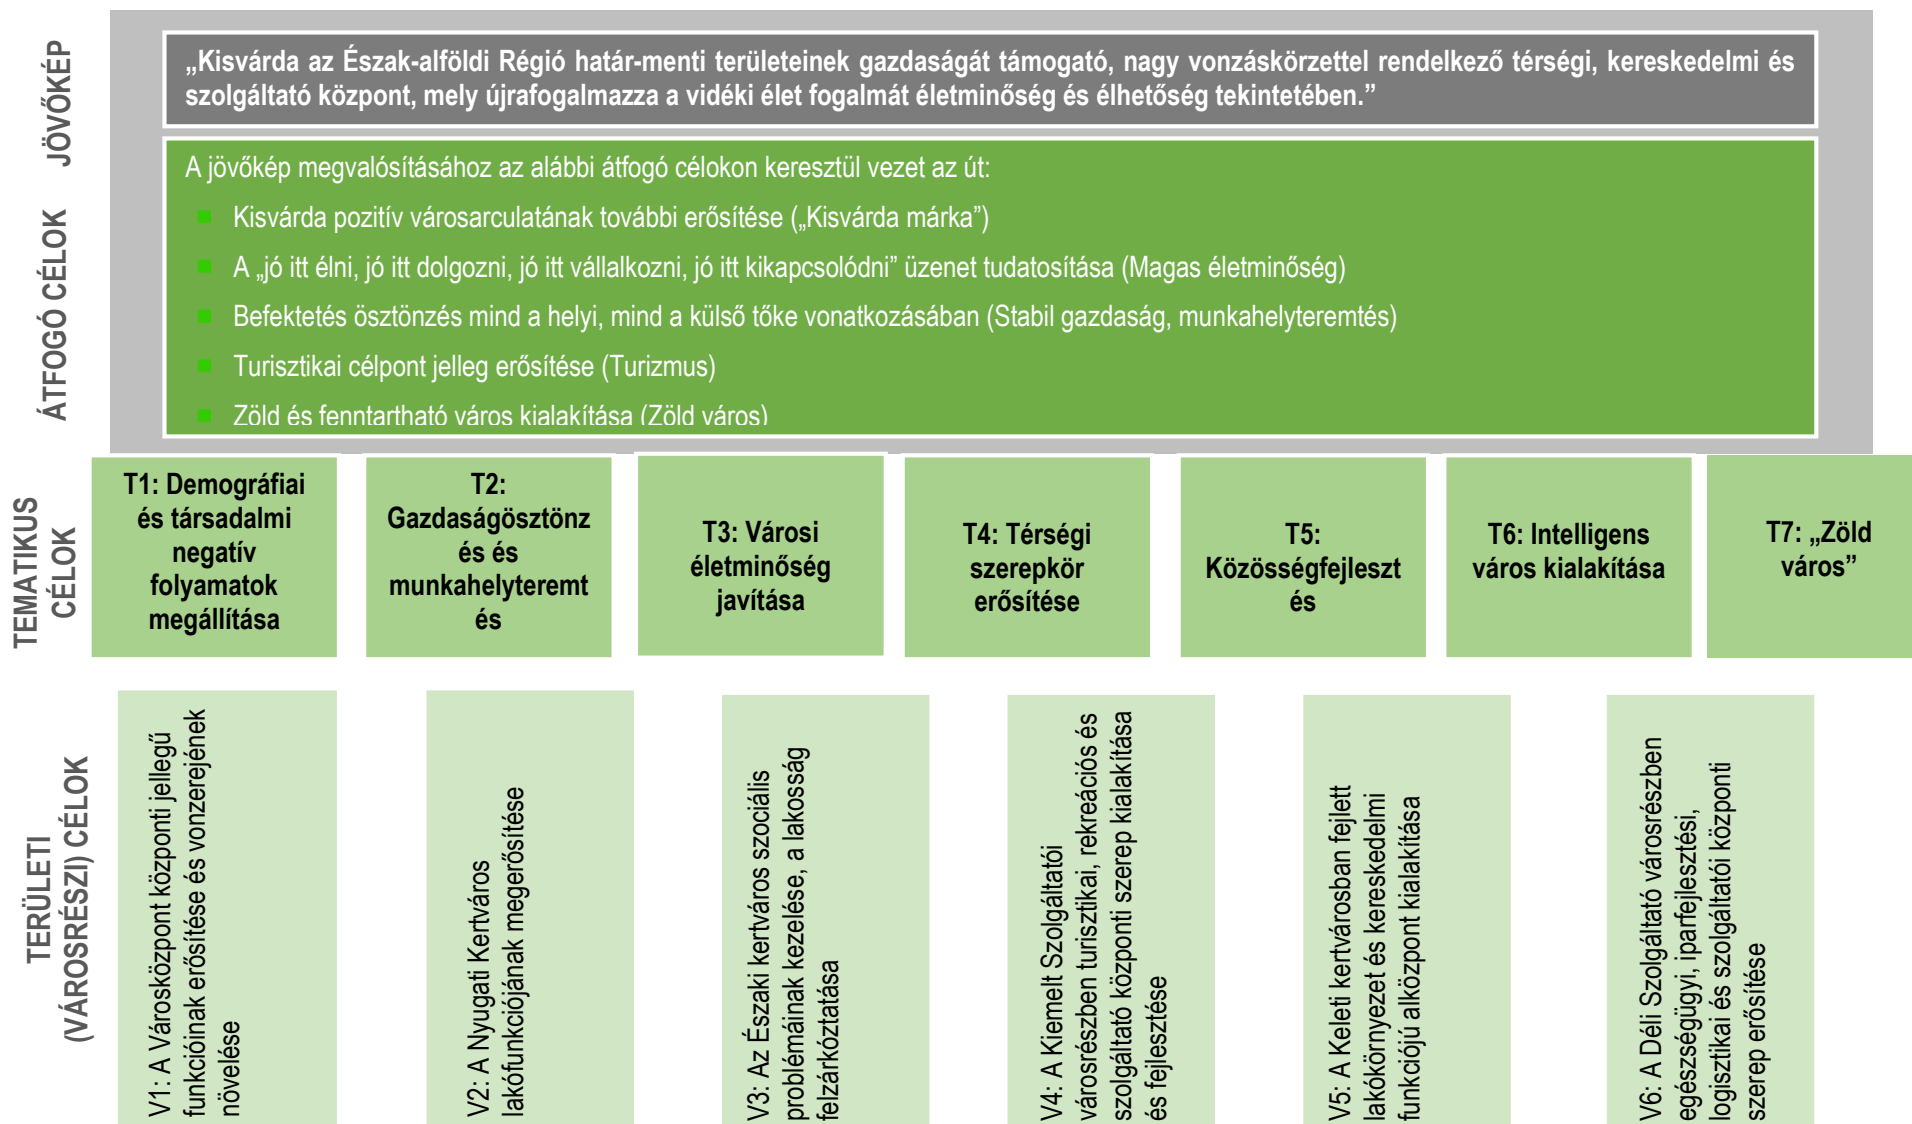 JÖVŐKÉP
„Kisvárda az Észak-alföldi Régió határ-menti területeinek gazdaságát támogató, nagy vonzáskörzettel rendelkező térségi, kereskedelmi és
szolgáltató központ, mely újrafogalmazza a vidéki élet fogalmát életminőség és élhetőség tekintetében.”
ÁTFOGÓ CÉLOK
A jövőkép megvalósításához az alábbi átfogó célokon keresztül vezet az út:
Kisvárda pozitív városarculatának további erősítése („Kisvárda márka”)
A „jó itt élni, jó itt dolgozni, jó itt vállalkozni, jó itt kikapcsolódni” üzenet tudatosítása (Magas életminőség)
Befektetés ösztönzés mind a helyi, mind a külső tőke vonatkozásában (Stabil gazdaság, munkahelyteremtés)
Turisztikai célpont jelleg erősítése (Turizmus)
Zöld és fenntartható város kialakítása (Zöld város)
TEMATIKUS
CÉLOK
T1: Demográfiai
és társadalmi
negatív
folyamatok
megállítása
T2:
Gazdaságösztönz
és és
munkahelyteremt
és
T3: Városi
életminőség
javítása
T4: Térségi
szerepkör
erősítése
T5:
Közösségfejleszt
és
T6: Intelligens
város kialakítása
T7: „Zöld
város”
TERÜLETI
(VÁROSRÉSZI) CÉLOK
V1: A Városközpont központi jellegű
funkcióinak erősítése és vonzerejének
növelése
V2: A Nyugati Kertváros
lakófunkciójának megerősítése
V3: Az Északi kertváros szociális
problémáinak kezelése, a lakosság
felzárkóztatása
V4: A Kiemelt Szolgáltatói
városrészben turisztikai, rekreációs és
szolgáltató központi szerep kialakítása
és fejlesztése
V5: A Keleti kertvárosban fejlett
lakókörnyezet és kereskedelmi
funkciójú alközpont kialakítása
V6: A Déli Szolgáltató városrészben
egészségügyi, iparfejlesztési,
logisztikai és szolgáltatói központi
szerep erősítése